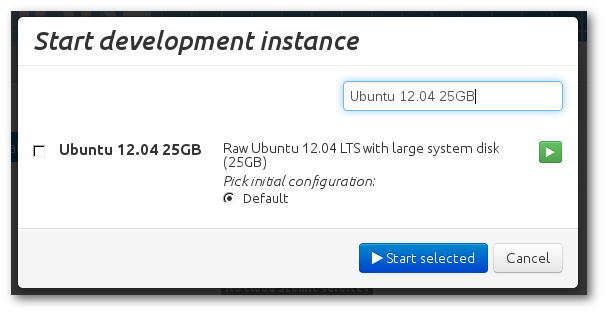 Start development instance
Ubuntu 12.04 25GB
Ubuntu 12.04 25GB
Raw Ubuntu 12.04 LTS with large system disk
(25GB)
Pick initial configuration:
Default
Start selected
Cancel